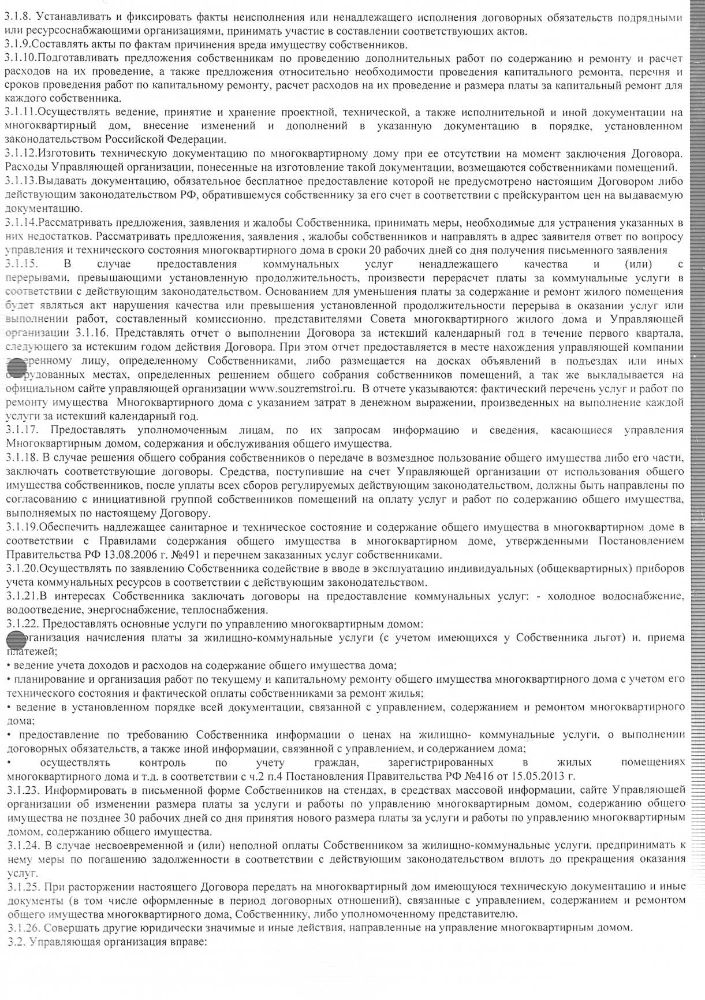 3.1.8. Устанавливать и фиксировать факты неисполнения или ненадлежащего исполнения договорных обязательств подрядными
или ресурсоснабжающими организациями, принимать участие в составлении соответствующих актов.
3.1.9.Составлять акты по фактам причинения вреда имуществу собственников.
3.1.10.Подготавливать предложения собственникам по проведению дополнительных работ по содержанию и ремонту и расчет
расходов на их проведение, а также предложения относительно необходимости проведения капитального ремонта, перечня и
сроков проведения работ по капитальному ремонту, расчет расходов на их проведение и размера платы за капитальный ремонт для
каждого собственника.
3.1.11.Осуществлять ведение, принятие и хранение проектной, технической, а также исполнительной и иной документации на
многоквартирный дом, внесение изменений и дополнений в указанную документацию в порядке, установленном
законодательством Российской Федерации.
3.1.12.Изготовить техническую документацию по многоквартирному дому при ее отсутствии на момент заключения Договора.
Расходы Управляющей организации, понесенные на изготовление такой документации, возмещаются собственниками помещений.
3.1.13.Выдавать документацию, обязательное бесплатное предоставление которой не предусмотрено настоящим Договором либо
действующим законодательством РФ, обратившемуся собственнику за его счет в соответствии с прейскурантом цен на выдаваемую
документацию.
3.1.14.Рассматривать предложения, заявления и жалобы Собственника, принимать меры, необходимые для устранения указанных в
них недостатков. Рассматривать предложения, заявления , жалобы собственников и направлять в адрес заявителя ответ по вопросу
управления и технического состояния многоквартирного дома в сроки 20 рабочих дней со дня получения письменного заявления
3.1.15. В случае предоставления коммунальных услуг ненадлежащего качества и (или) с
перерывами, превышающими установленную продолжительность, произвести перерасчет платы за коммунальные услуги в
соответствии с действующим законодательством. Основанием для уменьшения платы за содержание и ремонт жилого помещения
будет являться акт нарушения качества или превышения установленной продолжительности перерыва в оказании услуг или
выполнении работ, составленный комиссионно. представителями Совета многоквартирного жилого дома и Управляющей
организации 3.1.16. Представлять отчет о выполнении Договора за истекший календарный год в течение первого квартала,
следующего за истекшим годом действия Договора. При этом отчет предоставляется в месте нахождения управляющей компании
лицу, определенному Собственниками, либо размещается на досках объявлений в подъездах или иных
местах, определенных решением общего собрания собственников помещений, а так же выкладывается на
официальном сайте управляющей организации www.souzremstroi.ru. В отчете указываются: фактический перечень услуг и работ по
ремонту имущества Многоквартирного дома с указанием затрат в денежном выражении, произведенных на выполнение каждой
услуги за истекший календарный год.
3.1.17. Предоставлять уполномоченным лицам, по их запросам информацию и сведения, касающиеся управления
Многоквартирным домом, содержания и обслуживания общего имущества.
3.1.18. В случае решения общего собрания собственников о передаче в возмездное пользование общего имущества либо его части,
заключать соответствующие договоры. Средства, поступившие на счет Управляющей организации от использования общего
имущества собственников, после уплаты всех сборов регулируемых действующим законодательством, должны быть направлены по
согласованию с инициативной группой собственников помещений на оплату услуг и работ по содержанию общего имущества,
выполняемых по настоящему Договору.
3.1.19.Обеспечить надлежащее санитарное и техническое состояние и содержание общего имущества в многоквартирном доме в
соответствии с Правилами содержания общего имущества в многоквартирном доме, утвержденными Постановлением
Правительства РФ 13.08.2006 г. №491 и перечнем заказанных услуг собственниками.
3.1.20.Осуществлять по заявлению Собственника содействие в вводе в эксплуатацию индивидуальных (общеквартирных) приборов
учета коммунальных ресурсов в соответствии с действующим законодательством.
3.1.21.В интересах Собственника заключать договоры на предоставление коммунальных услуг: - холодное водоснабжение,
водоотведение, энергоснабжение, теплоснабжения.
3.1.22. Предоставлять основные услуги по управлению многоквартирным домом:
начисления платы за жилищно-коммунальные услуги (с учетом имеющихся у Собственника льгот) и. приема
платежей;
• ведение учета доходов и расходов на содержание общего имущества дома;
• планирование и организация работ по текущему и капитальному ремонту общего имущества многоквартирного дома с учетом его
технического состояния и фактической оплаты собственниками за ремонт жилья;
• ведение в установленном порядке всей документации, связанной с управлением, содержанием и ремонтом многоквартирного
дома;
• предоставление по требованию Собственника информации о ценах на жилищно- коммунальные услуги, о выполнении
договорных обязательств, а также иной информации, связанной с управлением, и содержанием дома;
• осуществлять контроль по учету граждан, зарегистрированных в жилых помещениях
многоквартирного дома и т.д. в соответствии с ч.2 п.4 Постановления Правительства РФ №416 от 15.05.2013 г.
3.1.23. Информировать в письменной форме Собственников на стендах, в средствах массовой информации, сайте Управляющей
организации об изменении размера платы за услуги и работы по управлению многоквартирным домом, содержанию общего
имущества не позднее 30 рабочих дней со дня принятия нового размера платы за услуги и работы по управлению многоквартирным
домом, содержанию общего имущества.
3.1.24. В случае несвоевременной и (или) неполной оплаты Собственником за жилищно-коммунальные услуги, предпринимать к
нему меры по погашению задолженности в соответствии с действующим законодательством вплоть до прекращения оказания
услуг.
3.1.25. При расторжении настоящего Договора передать на многоквартирный дом имеющуюся техническую документацию и иные
документы (в том числе оформленные в период договорных отношений), связанные с управлением, содержанием и ремонтом
общего имущества многоквартирного дома, Собственнику, либо уполномоченному представителю.
3.1.26. Совершать другие юридически значимые и иные действия, направленные на управление многоквартирным домом.
3.2. Управляющая организация вправе: